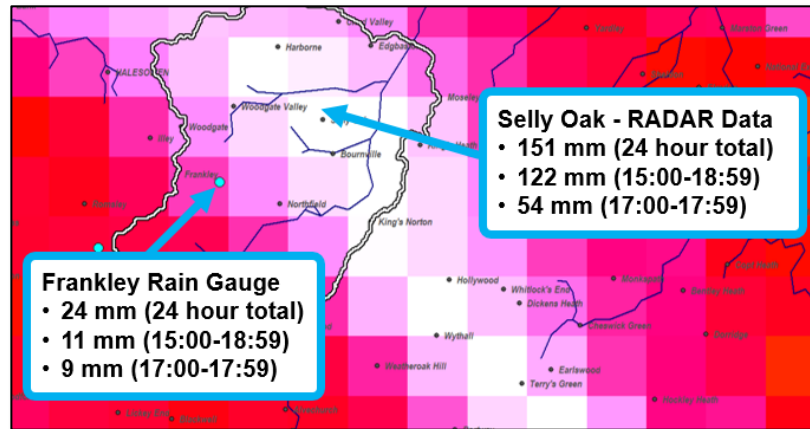 Harborne
Edgbaston
HALESOWEN
Moseley
Woodgate Valley
Woodgate
Illey
Bournville
Frankley
Northfield
King's Norton
Selly Oak - RADAR Data
• 151 mm (24 hour total)
• 122 mm (15:00-18:59)
• 54 mm (17:00-17:59)
Frankley Rain Gauge
• 24 mm (24 hour total)
• 11 mm (15:00-18:59)
• 9 mm (17:00-17:59)
Hollywood
Whitlock's End
Dickens Heath
Cheswick Green
Wythall
Weatheroak Hill
Earlswood
Terry's Green